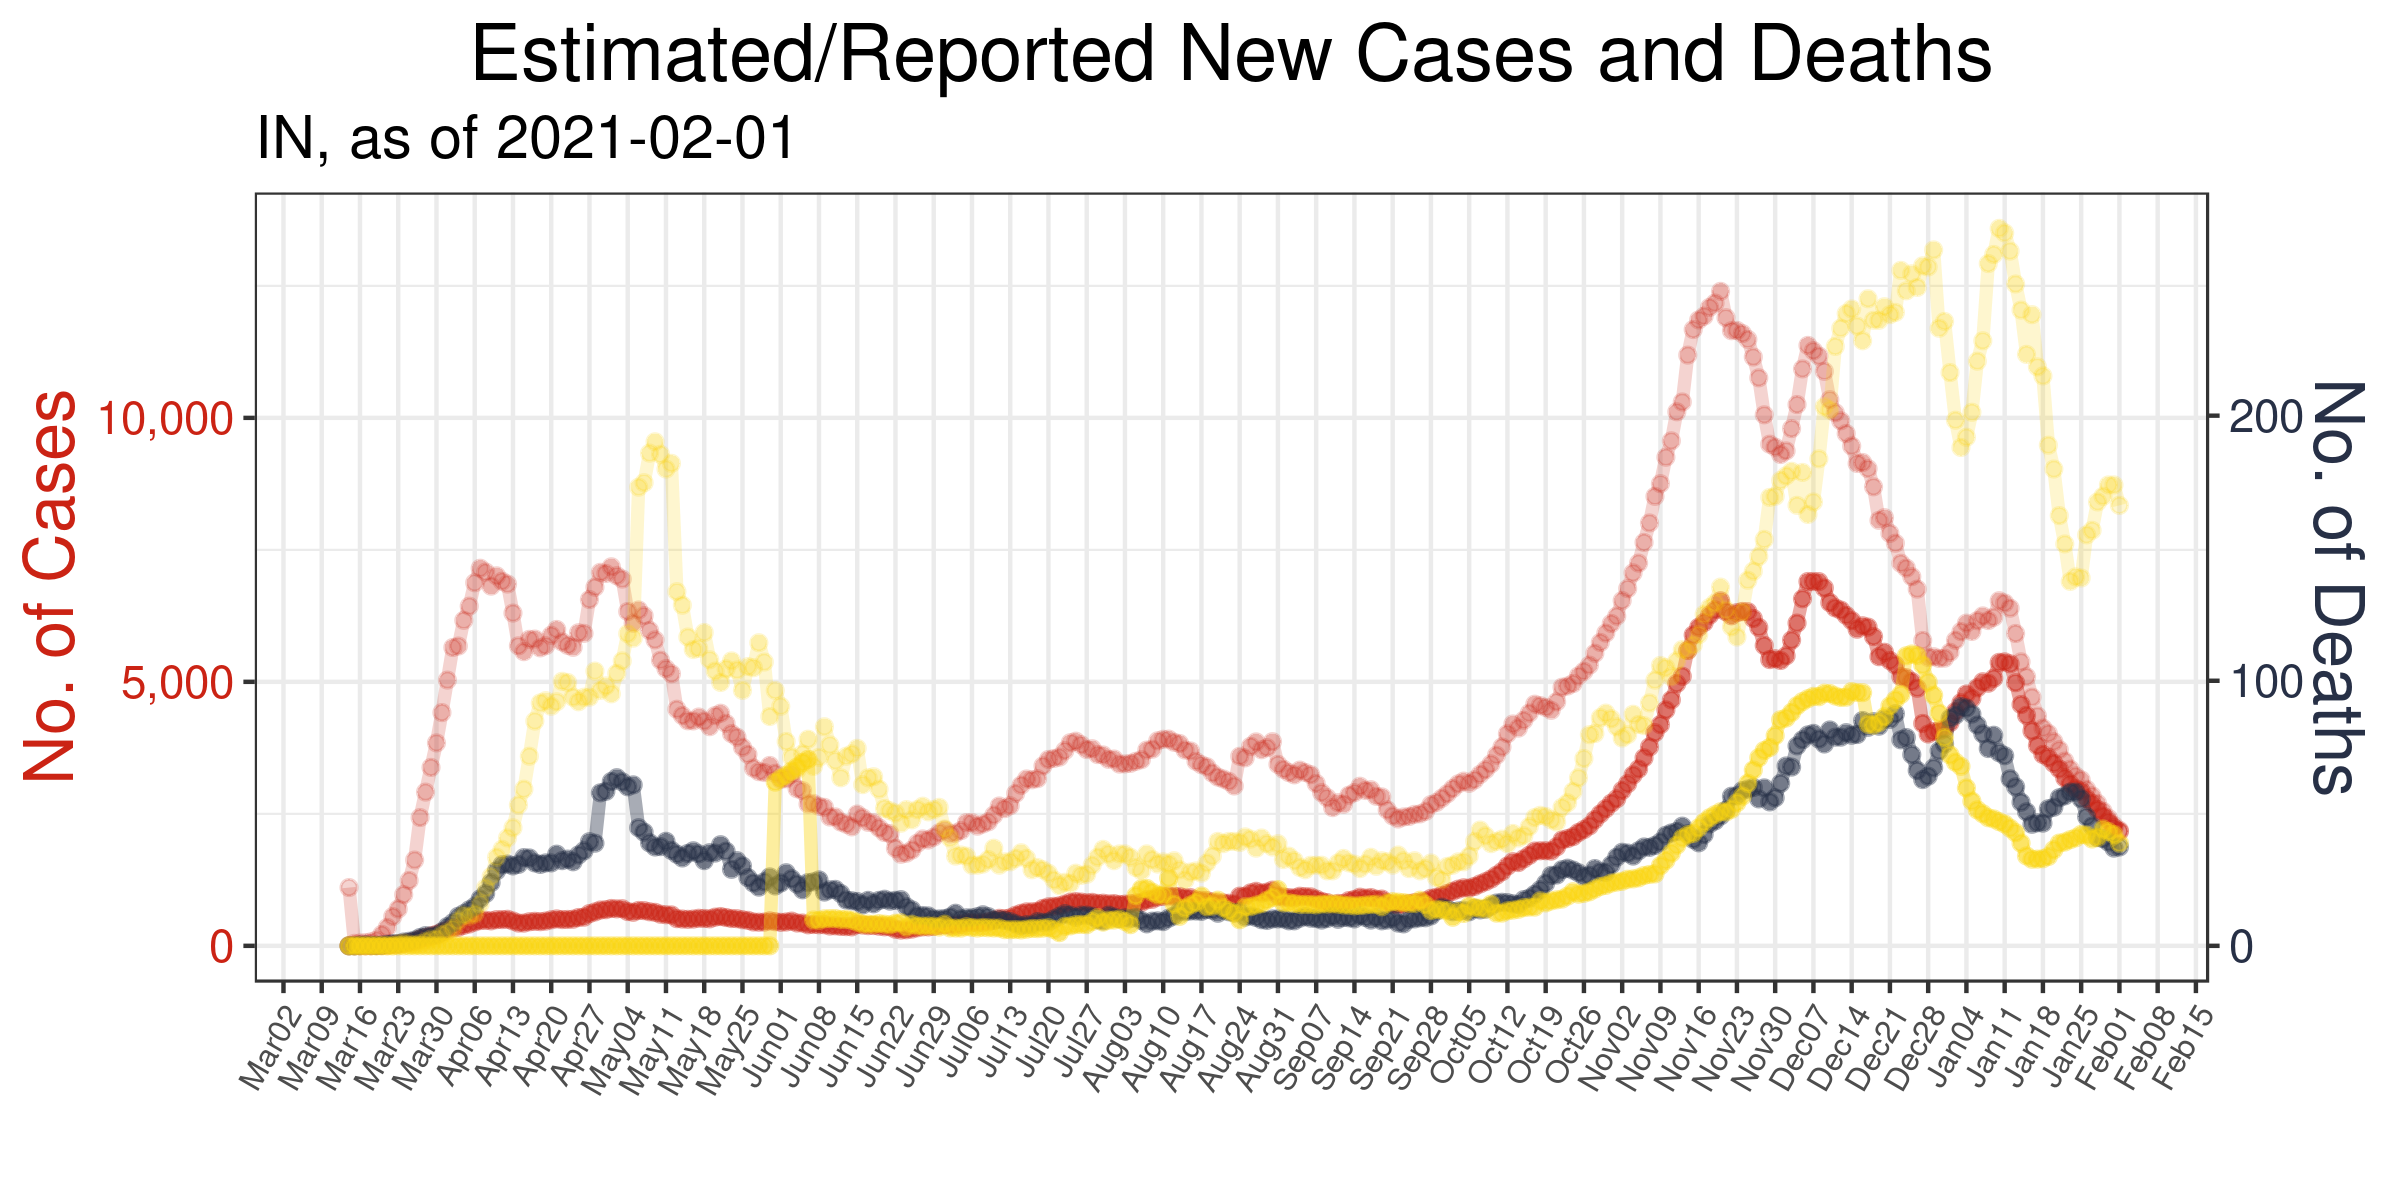 Estimated/Reported New Cases and Deaths
IN, as of 2021-02-01
No. of Cases
10,000
5,000
0
200
100
0
No. of Deaths
Mar02
Mar09
Mar16
Mar23
Mar30
Apr06
Apr13
Apr20
Apr27
May04
May11
May18
May25
Jun01
Jun08
Jun15
Jun22
Jun29
Jul06
Jul13
Jul20
Jul27
Aug03
Aug10
Aug17
Aug24
Aug31
Sep07
Sep14
Sep21
Sep28
Oct05
Oct12
Oct19
Oct26
Nov02
Nov09
Nov16
Nov23
Nov30
Dec07
Dec14
Dec21
Dec28
Jan04
Jan11
Jan18
Jan25
Feb01
Feb08
Feb15